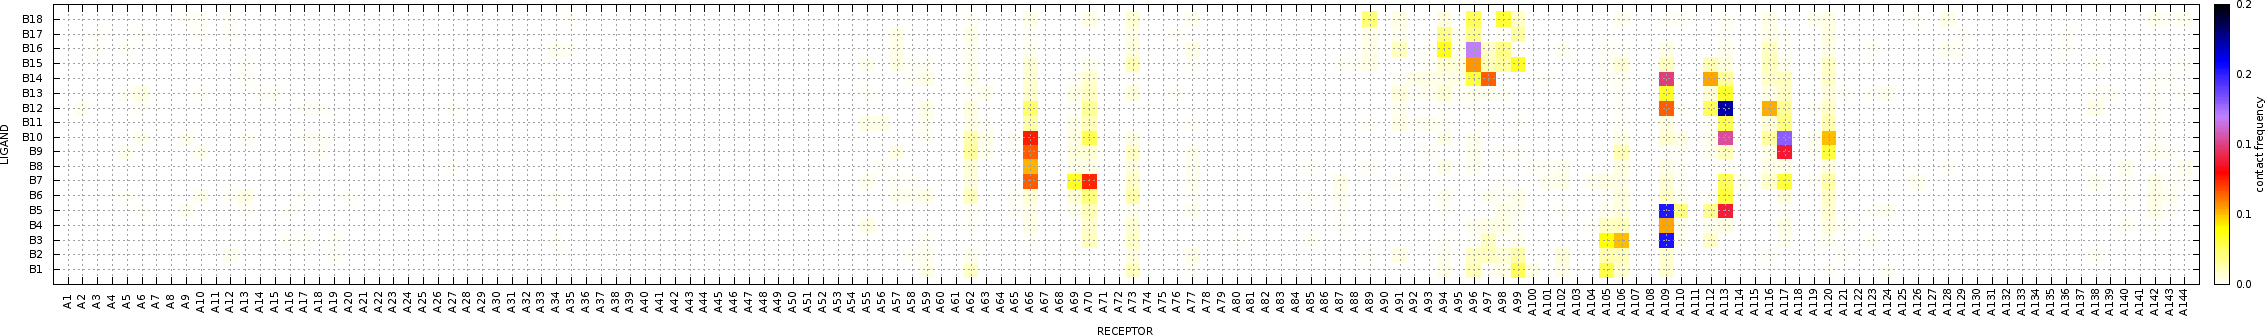 B18
B17
B16
B15
B14
B13
B12
B11
B10
B9
B8
B7
B6
B5
B4
B3
B2
B1
LIGAND
A1 A2 A3 A4 A5 A6 A7 A8 A9 A10 A11 A12 A13 A14 A15 A16 A17 A18 A19 A20 A21 A22 A23 A24 A25 A26 A27 A28 A29 A30 A31 A32 A33 A34 A35 A36 A37 A38 A39 A40 A41 A42 A43 A44 A45 A46 A47 A48 A49 A50 A51 A52 A53 A54 A55 A56 A57 A58 A59 A60 A61 A62 A63 A64 A65 A66 A67 A68 A69 A70 A71 A72 A73 A74 A75 A76 A77 A78 A79 A80 A81 A82 A83 A84 A85 A86 A87 A88 A89 A90 A91 A92 A93 A94 A95 A96 A97 A98 A99 A100 A101 A102 A103 A104 A105 A106 A107 A108 A109 A110 A111 A112 A113 A114 A115 A116 A117 A118 A119 A120 A121 A122 A123 A124 A125 A126 A127 A128 A129 A130 A131 A132 A133 A134 A135 A136 A137 A138 A139 A140 A141 A142 A143 A144
RECEPTOR
0.2
0.2
0.1
0.1
0.0
contact frequency